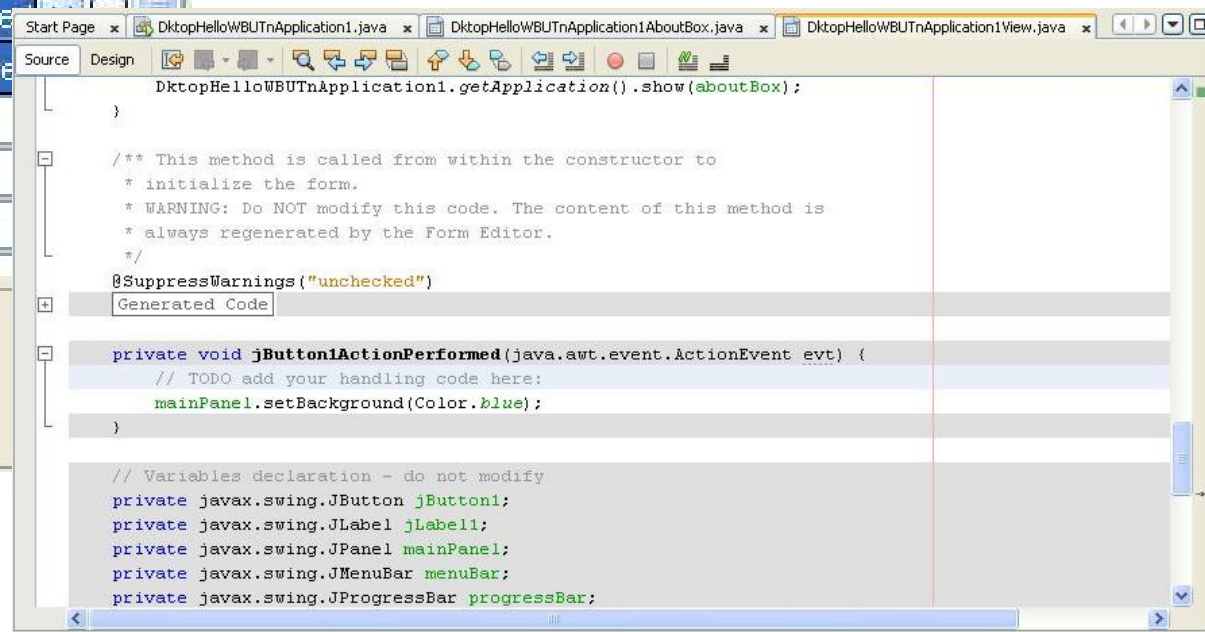 Start Page DktopHelloWBUTnApplication1.java DktopHelloWBUTnApplication1AboutBox.java DktopHelloWBUTnApplication1View.java
Source Design
DktopHelloWBUTnApplication1.getApplication().show(aboutBox);
}
/** This method is called from within the constructor to
* initialize the form.
* WARNING: Do NOT modify this code. The content of this method is
* always regenerated by the Form Editor.
*/
@SuppressWarnings("unchecked")
Generated Code
private void jButton1ActionPerformed(java.awt.event.ActionEvent evt) {
// TODO add your handling code here:
mainPanel.setBackground(Color.blue);
}
// Variables declaration - do not modify
private javax.swing.JButton jButton1;
private javax.swing.JLabel jLabel1;
private javax.swing.JPanel mainPanel;
private javax.swing.JMenuBar menuBar;
private javax.swing.JProgressBar progressBar;